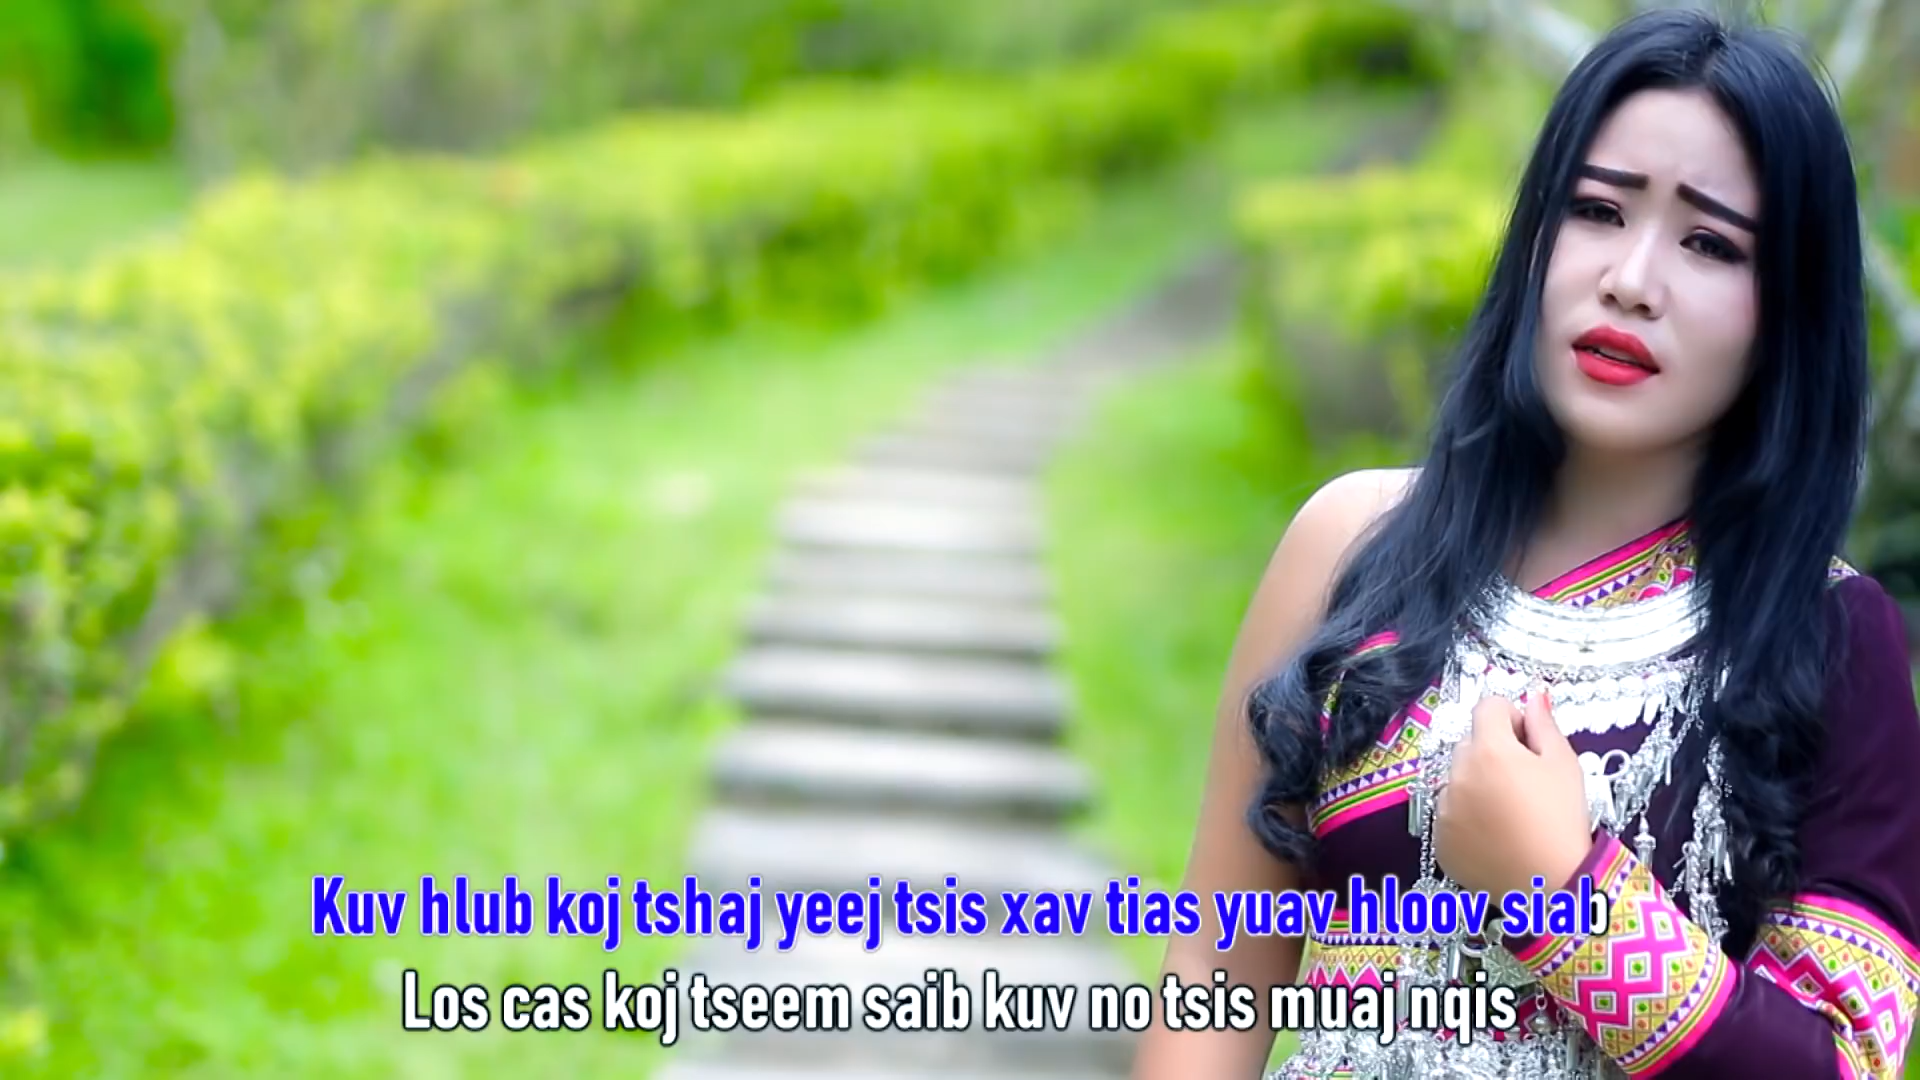 Kuv hlub koj tshaj yeej tsis xav tias yuav hloov siab
Los cas koj tseem saib kuv no tsis muaj nqis